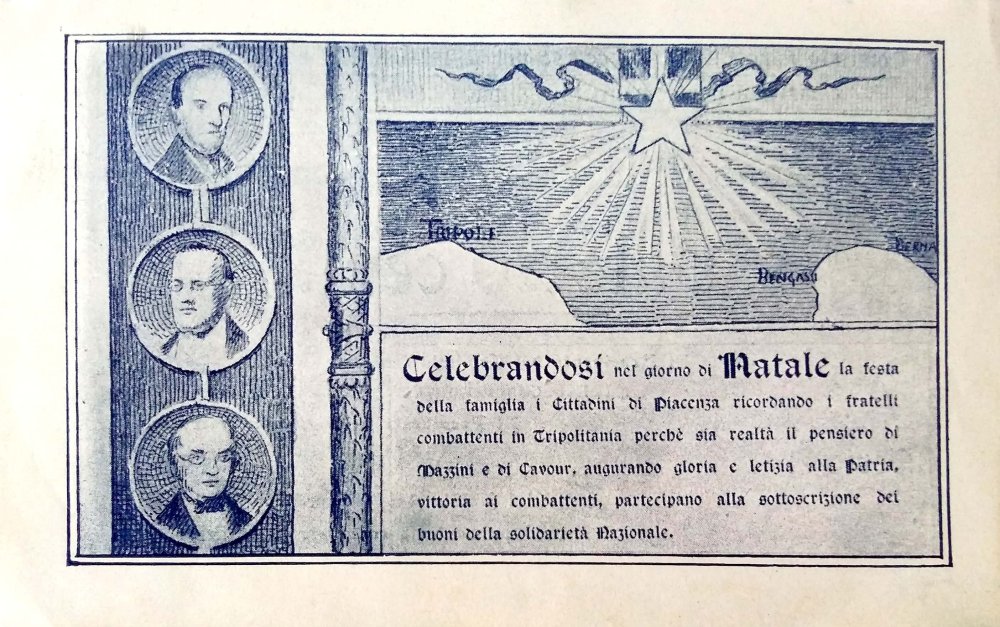 TRIPOLI
DERNA
BENGASI
Celebrandosi nel giorno di Natale la festa
della famiglia i Cittadini di Piacenza ricordando i fratelli
combattenti in Tripolitania perchè sia realtà il pensiero di
Mazzini e di Cavour, augurando gloria e letizia alla Patria,
vittoria ai combattenti, partecipano alla sottoscrizione dei
buoni della solidarietà Nazionale.